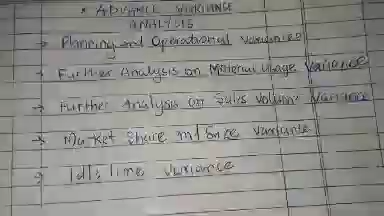 * ADVANCE VARIANSE
ANALYSIS
→ Planning and Operational Variances
→ Further Analysis on Material Usage Variance
→ Further Analysis on Sales Volume Variance
→ Market Share and Size Variance
→ Idle time Variance